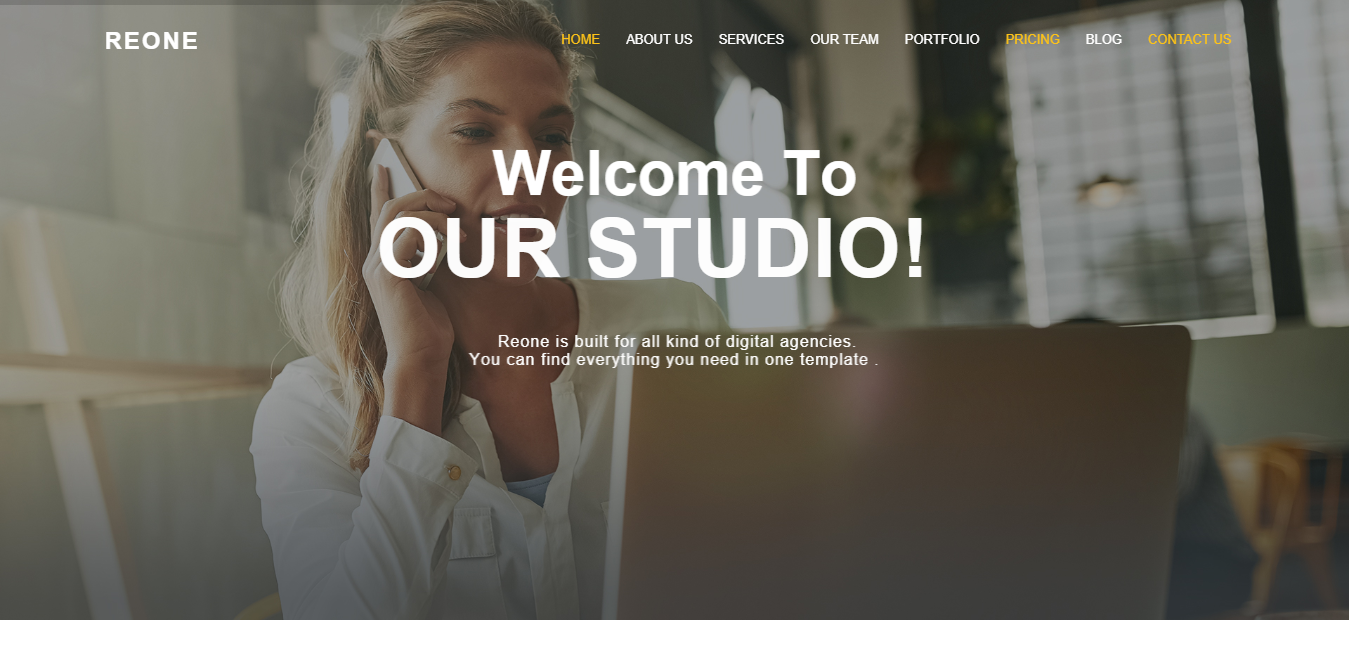 REONE
HOME ABOUT US SERVICES OUR TEAM PORTFOLIO PRICING BLOG CONTACT US
Welcome To
OUR STUDIO!
Reone is built for all kind of digital agencies.
You can find everything you need in one template .